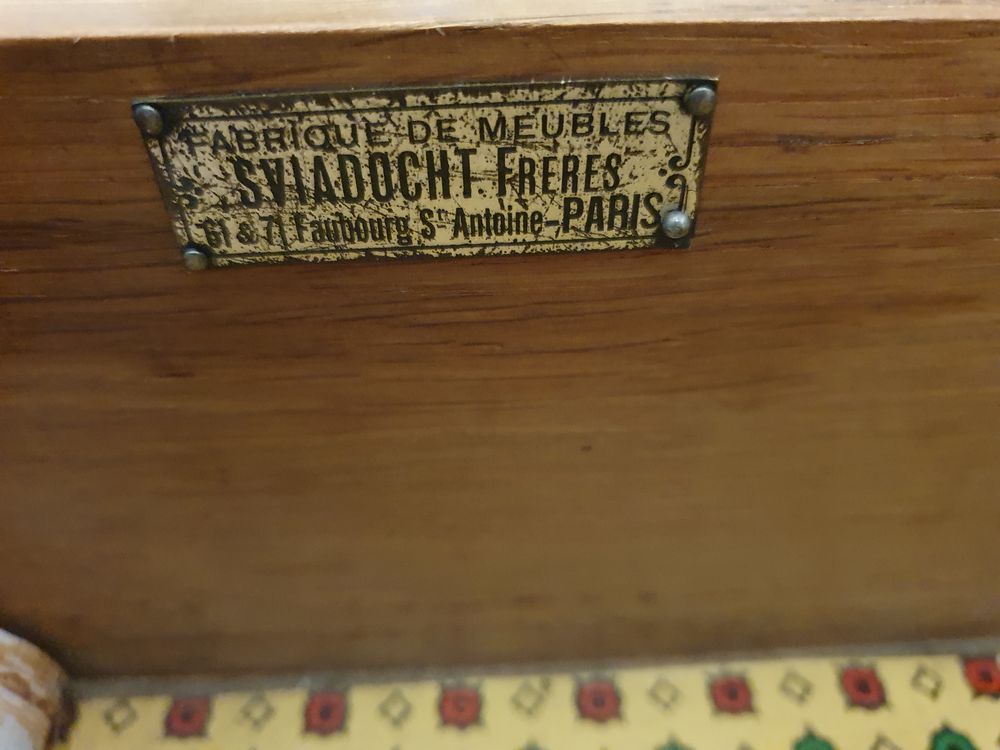 FABRIQUE DE MEUBLES
SVIADOCHT FRERES
61 & 71 Faubourg St Antoine-PARIS